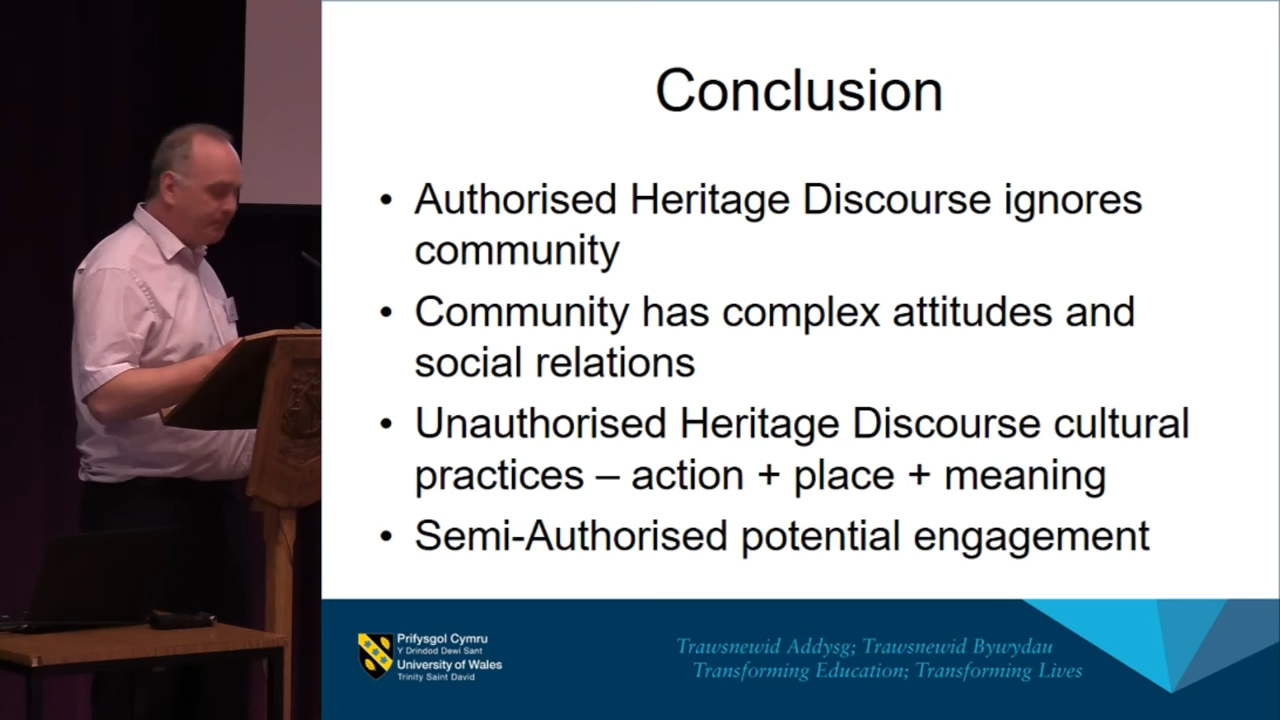 Conclusion
• Authorised Heritage Discourse ignores
community
• Community has complex attitudes and
social relations
• Unauthorised Heritage Discourse cultural
practices – action + place + meaning
• Semi-Authorised potential engagement
Prifysgol Cymru
Y Drindod Dewi Sant
University of Wales
Trinity Saint David
Trawsnewid Addysg; Trawsnewid Bywydau
Transforming Education; Transforming Lives